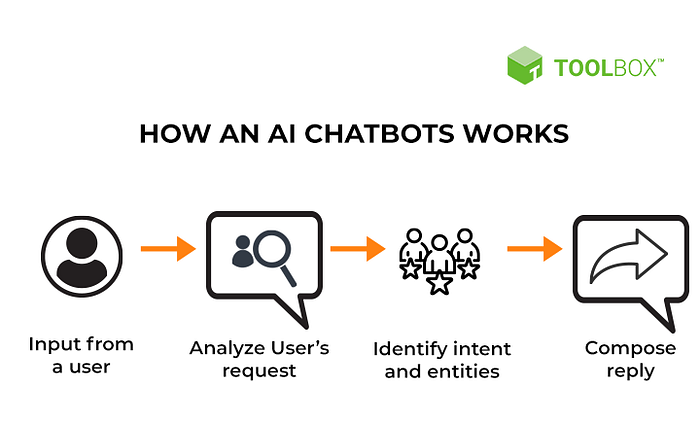 TOOLBOX™
HOW AN AI CHATBOTS WORKS
Input from
a user
Analyze User's
request
Identify intent
and entities
Compose
reply